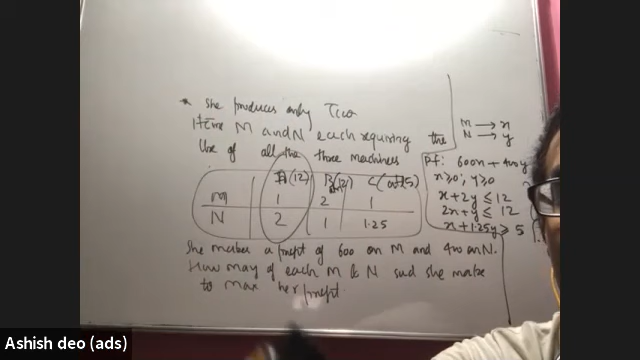 * She produces only Two
Items M and N each requiring the
Use of all the three machines
I(12) B(12) C(5)
M 1 2 1
N 2 1 1.25
She makes a profit of 600 on M and 400 on N.
How many of each M & N sud she make
to max her profit.
M → x
N → y
Pf: 600x + 400y
x ≥ 0, y ≥ 0
x + 2y ≤ 12
2x + y ≤ 12
x + 1.25y ≥ 5
Ashish deo (ads)